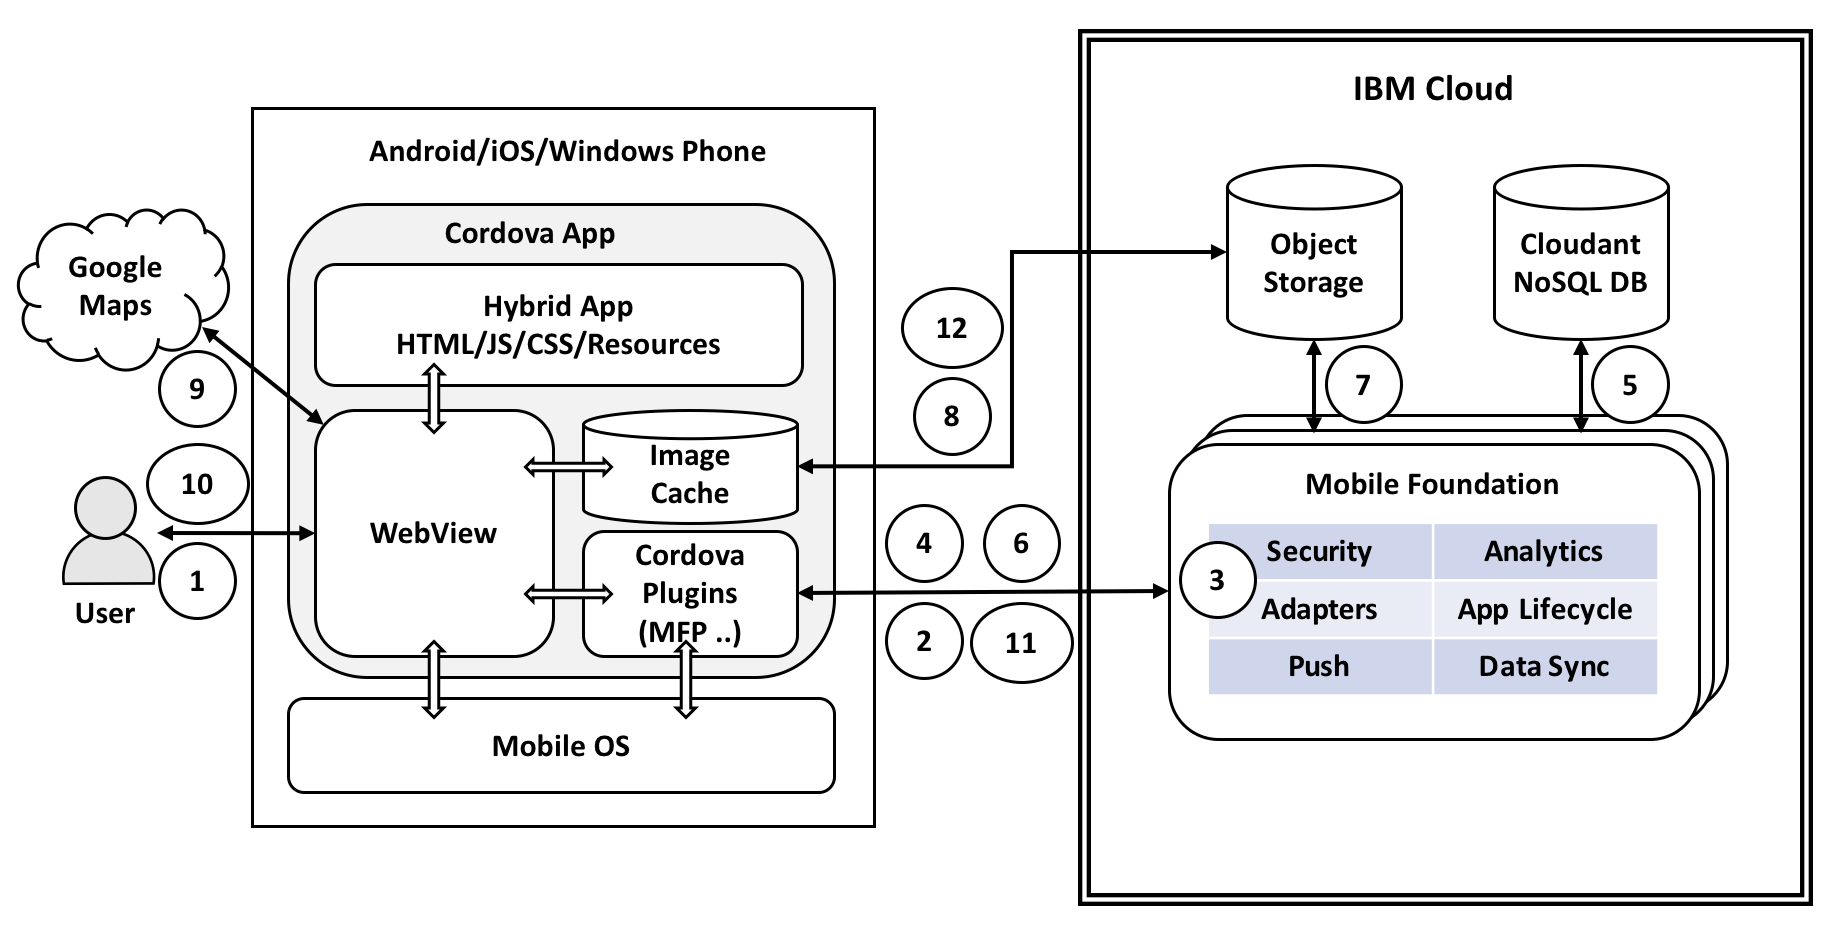 IBM Cloud
Android/iOS/Windows Phone
Cordova App
Google
Maps
Hybrid App
HTML/JS/CSS/Resources
Object
Storage
Cloudant
NoSQL DB
12
9
8
7
5
10
Image
Cache
WebView
Cordova
Plugins
(MFP ..)
1
User
4
6
2
11
Mobile Foundation
3
Security
Analytics
Adapters
App Lifecycle
Push
Data Sync
Mobile OS